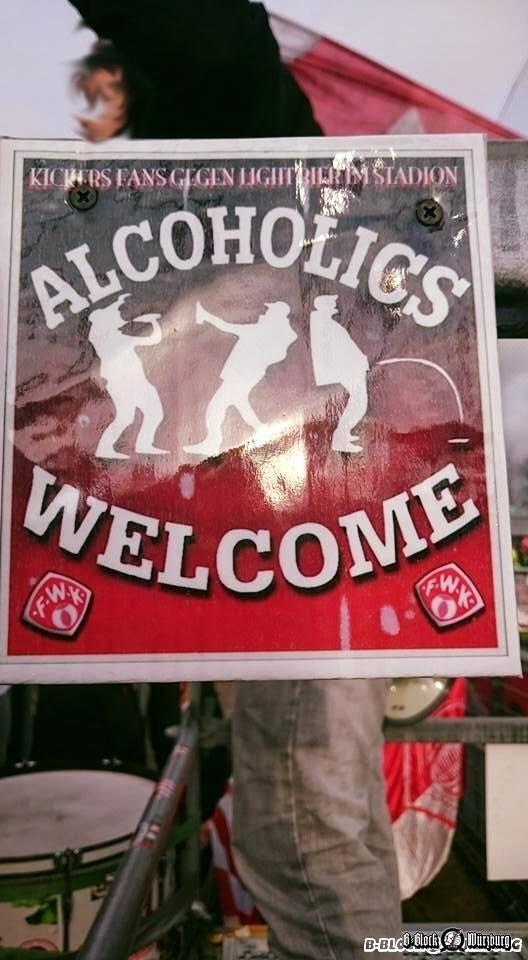 KICKERS FANS GEGEN LIGHT BIER IM STADION
ALCOHOLICS
WELCOME
F.W.K.
F.W.K.
B-Block Würzburg